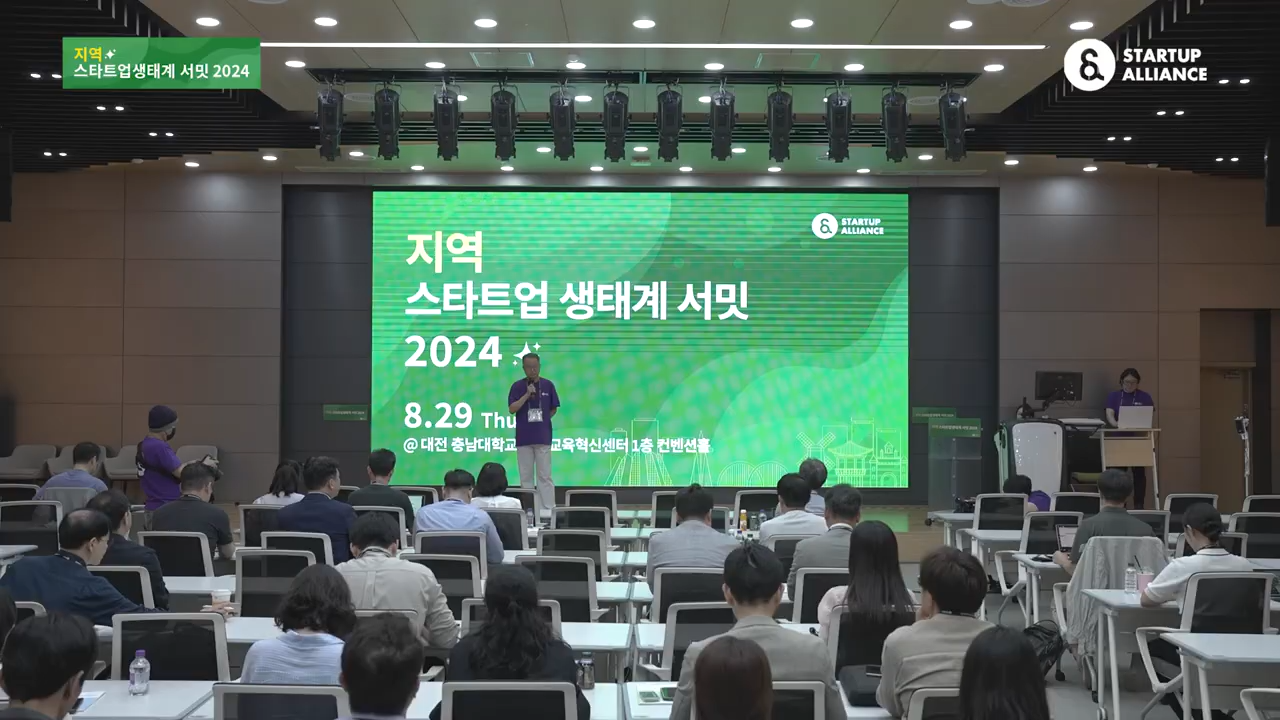 지역
스타트업생태계 서밋 2024
STARTUP
ALLIANCE
STARTUP
ALLIANCE
지역
스타트업 생태계 서밋
2024
8.29 Thu
@ 대전 충남대학교
교육혁신센터 1층 컨벤션홀